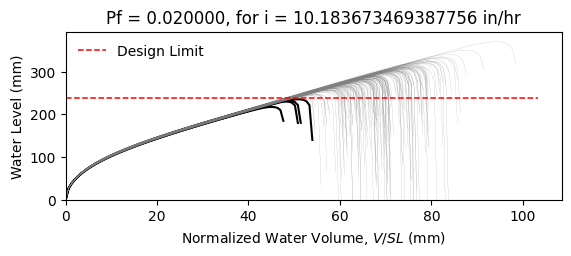 Pf = 0.020000, for i = 10.183673469387756 in/hr
Water Level (mm)
300
200
100
0
Design Limit
0 20 40 60 80 100
Normalized Water Volume, V/SL (mm)